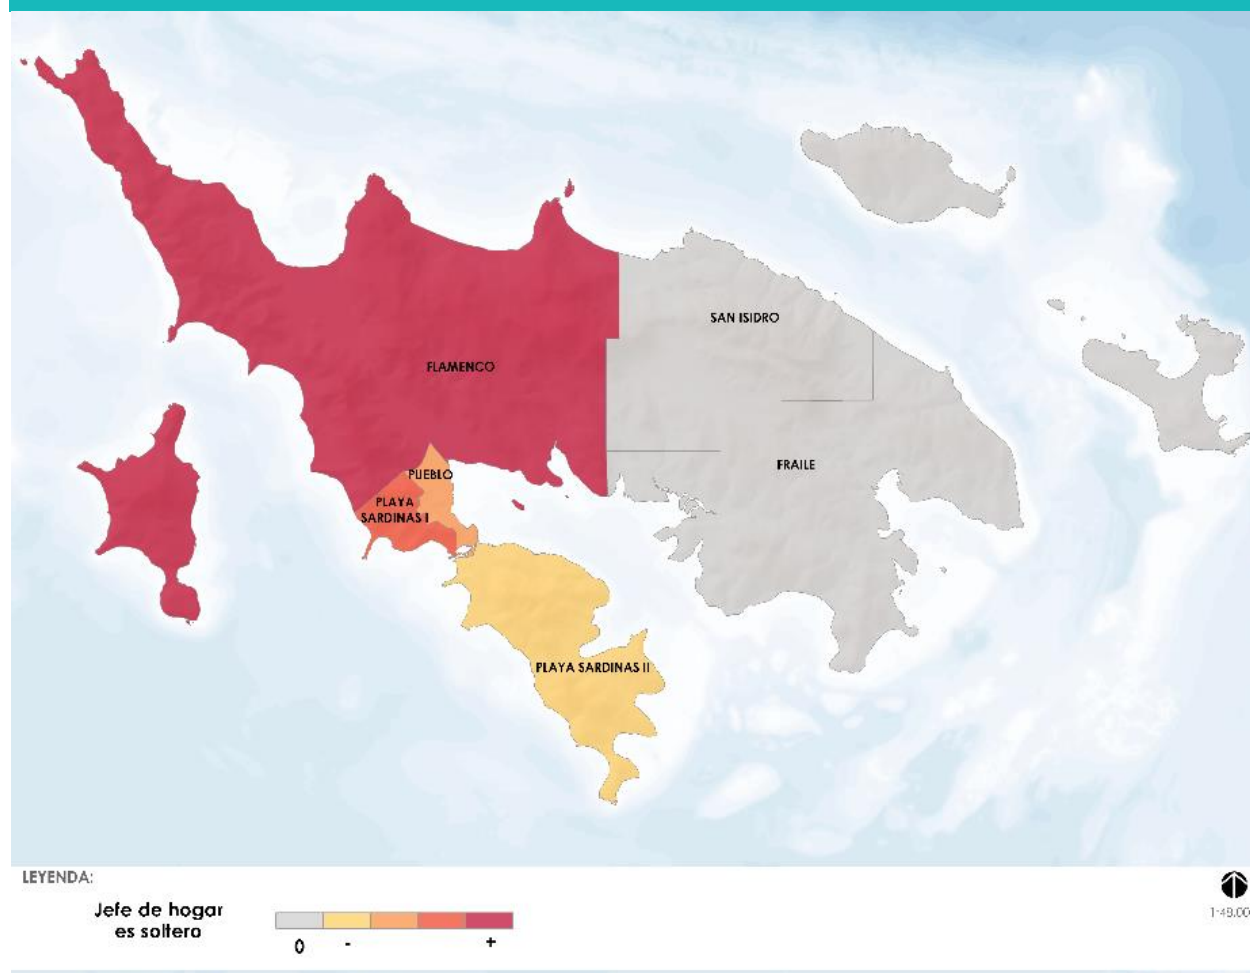 SAN ISIDRO
FLAMENCO
FRAILE
PUEBLO
PLAYA
SARDINAS I
PLAYA SARDINAS II
LEYENDA:
Jefe de hogar
es soltero
0 - +